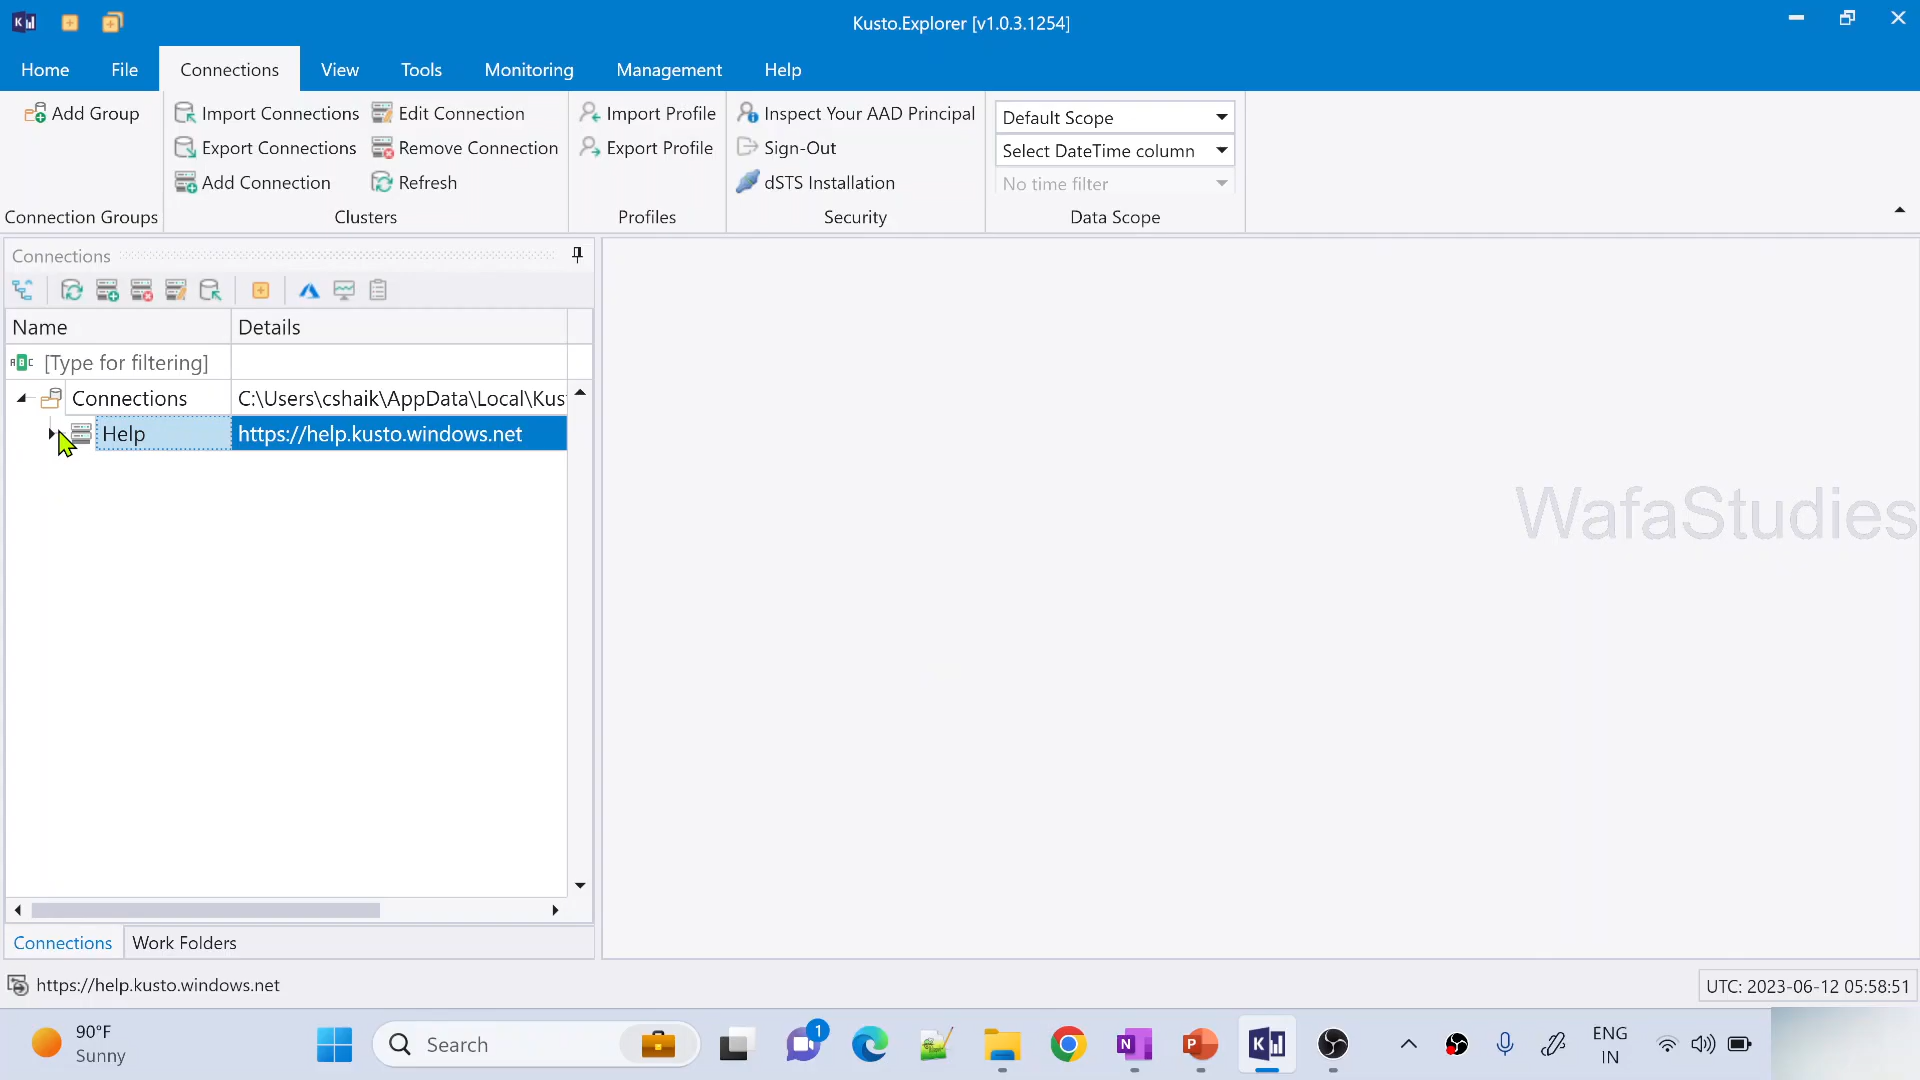 Kusto.Explorer [v1.0.3.1254]
Home File Connections View Tools Monitoring Management Help
Add Group
Connection Groups
Import Connections Edit Connection
Export Connections Remove Connection
Add Connection Refresh
Clusters
Import Profile
Export Profile
Profiles
Inspect Your AAD Principal
Sign-Out
dSTS Installation
Security
Default Scope
Select DateTime column
No time filter
Data Scope
Connections
Name Details
[Type for filtering]
Connections C:\Users\cshaik\AppData\Local\Kus
Help https://help.kusto.windows.net
WafaStudies
Connections Work Folders
https://help.kusto.windows.net
UTC: 2023-06-12 05:58:51
90°F
Sunny
Search
1
ENG
IN